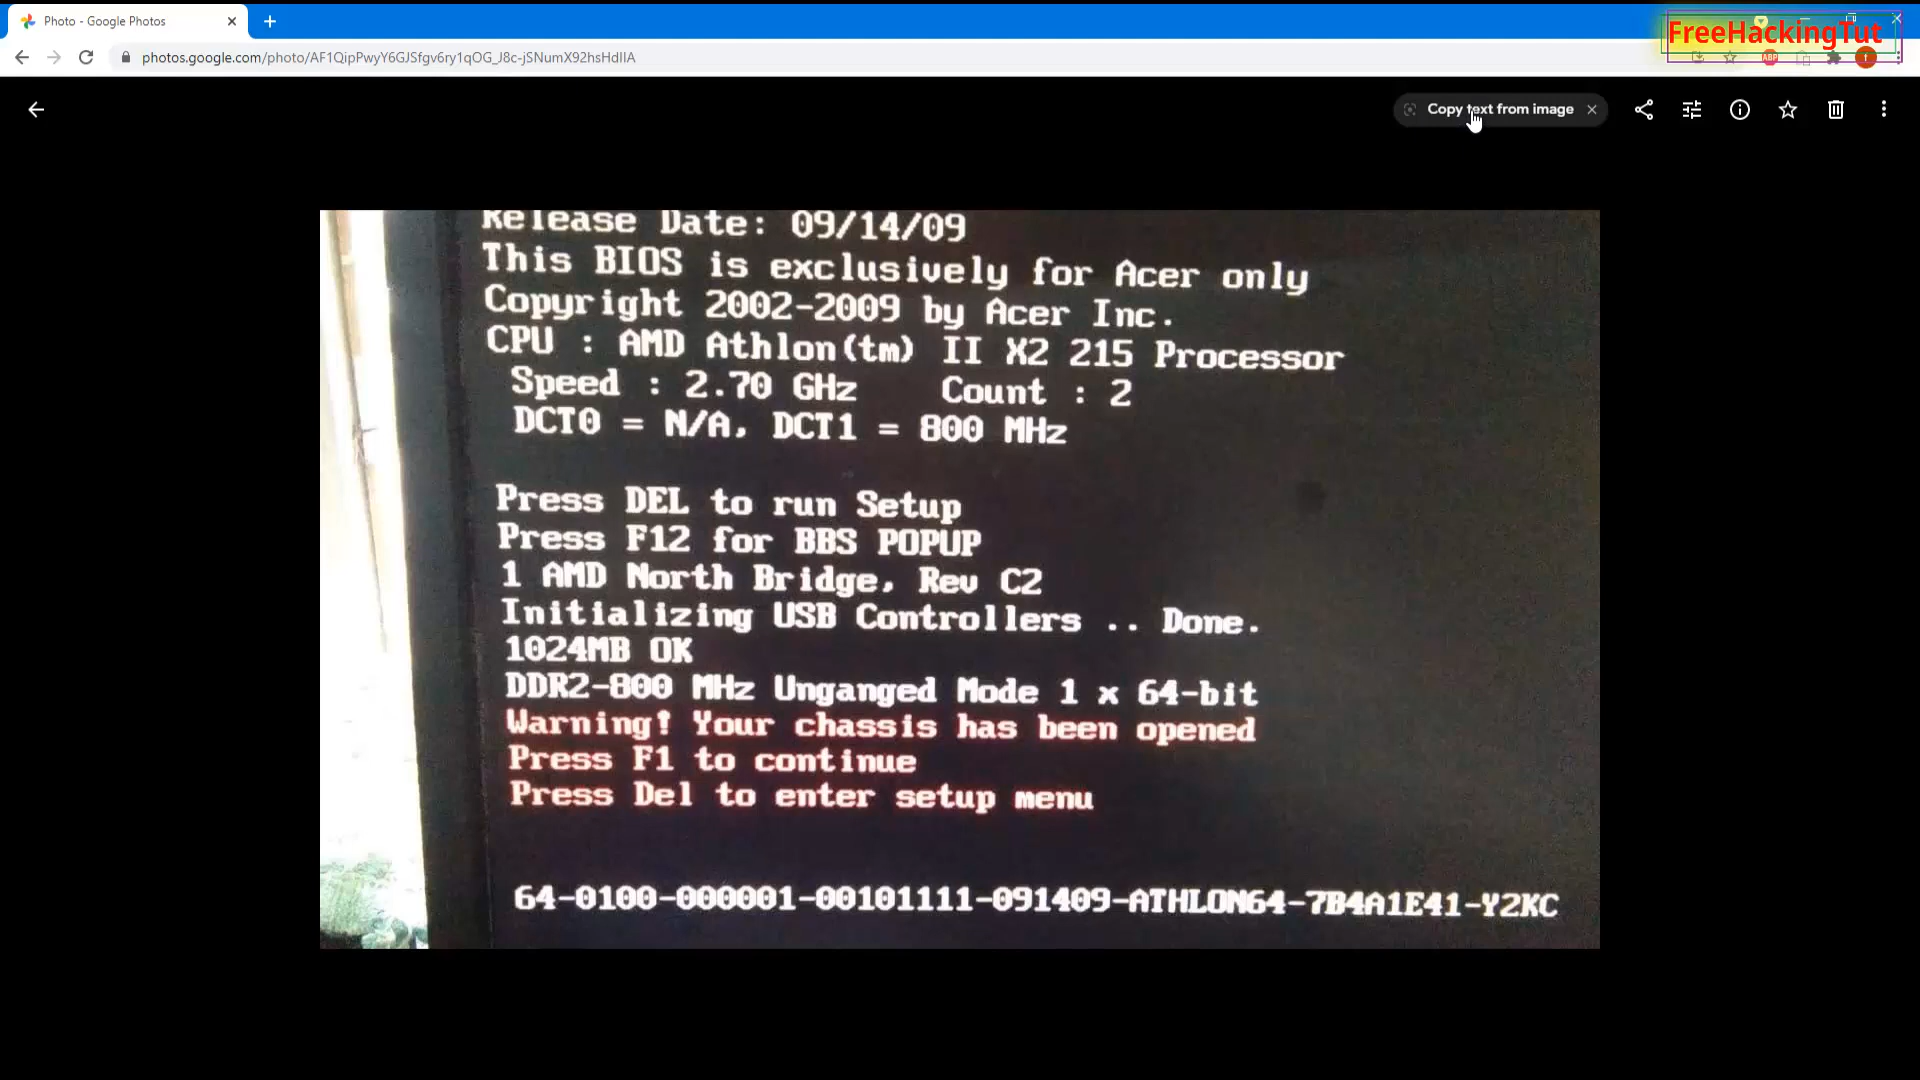 Photo - Google Photos
FreeHackingTut
photos.google.com/photo/AF1QipPwyY6GJSfgv6ry1qOG_J8c-jSNumX92hsHdIlA
ABP
Copy text from image
Release Date: 09/14/09
This BIOS is exclusively for Acer only
Copyright 2002-2009 by Acer Inc.
CPU : AMD Athlon(tm) II X2 215 Processor
Speed : 2.70 GHz Count : 2
DCT0 = N/A, DCT1 = 800 MHz
Press DEL to run Setup
Press F12 for BBS POPUP
1 AMD North Bridge, Rev C2
Initializing USB Controllers .. Done.
1024MB OK
DDR2-800 MHz Unganged Mode 1 x 64-bit
Warning! Your chassis has been opened
Press F1 to continue
Press Del to enter setup menu
64-0100-000001-00101111-091409-ATHLON64-7B4A1E41-Y2KC